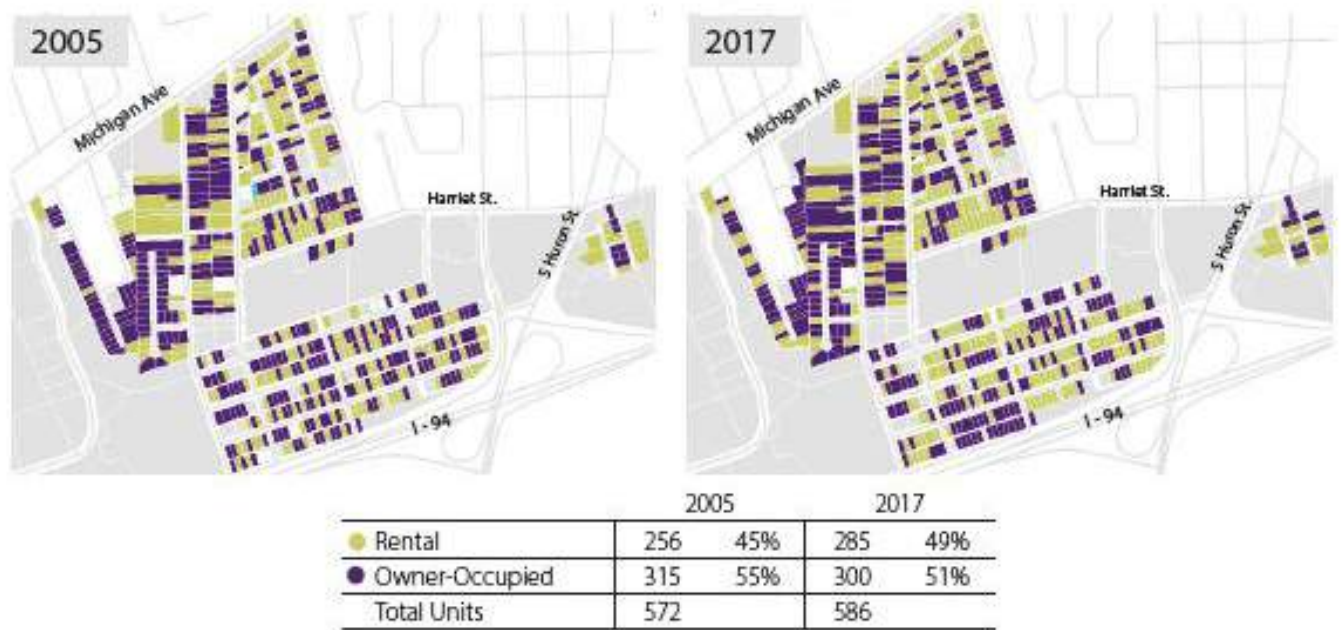 2005
Michigan Ave
Harriet St.
S Huron St.
I - 94
2017
Michigan Ave
Harriet St.
S Huron St.
I - 94
2005 2017
Rental 256 45% 285 49%
Owner-Occupied 315 55% 300 51%
Total Units 572 586